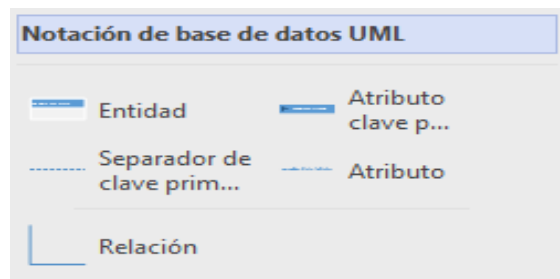 Notación de base de datos UML
Entidad
Atributo
clave p...
Separador de
clave prim...
Atributo
Relación